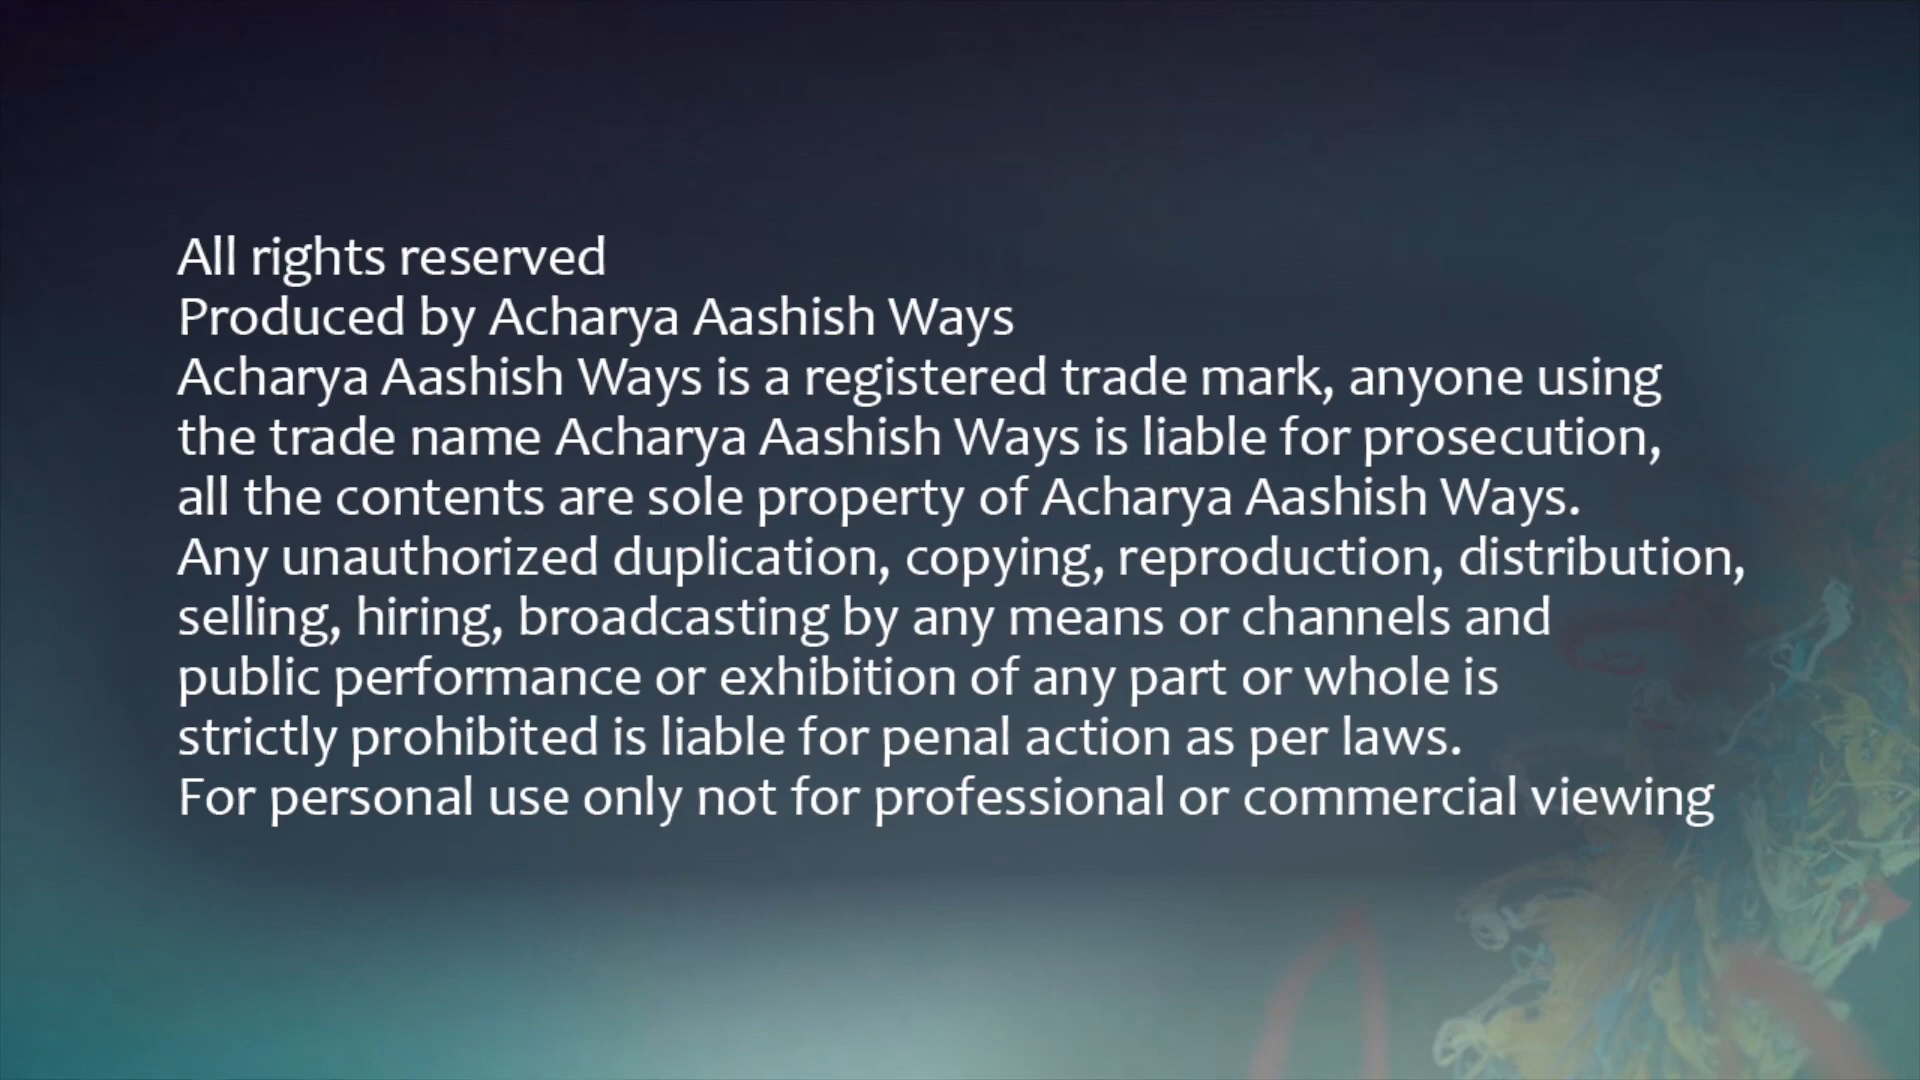 All rights reserved
Produced by Acharya Aashish Ways
Acharya Aashish Ways is a registered trade mark, anyone using
the trade name Acharya Aashish Ways is liable for prosecution,
all the contents are sole property of Acharya Aashish Ways.
Any unauthorized duplication, copying, reproduction, distribution,
selling, hiring, broadcasting by any means or channels and
public performance or exhibition of any part or whole is
strictly prohibited is liable for penal action as per laws.
For personal use only not for professional or commercial viewing